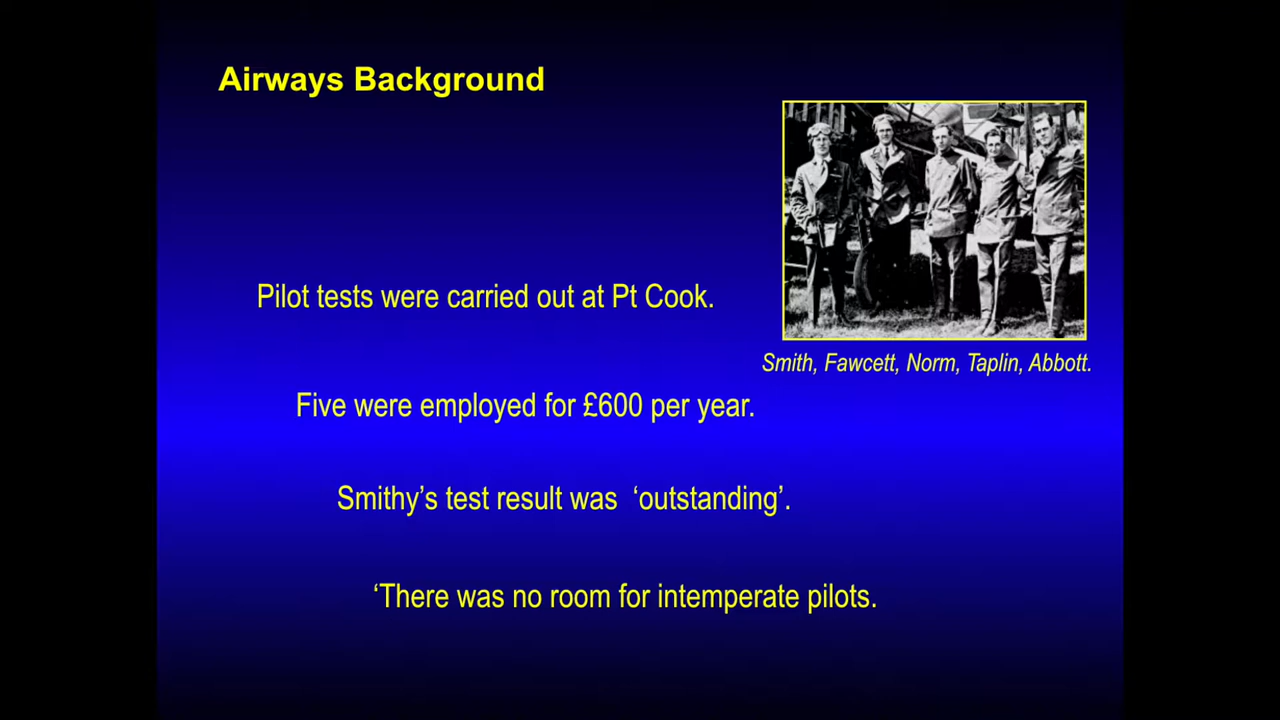 Airways Background
Pilot tests were carried out at Pt Cook.
Smith, Fawcett, Norm, Taplin, Abbott.
Five were employed for £600 per year.
Smithy’s test result was ‘outstanding’.
‘There was no room for intemperate pilots.